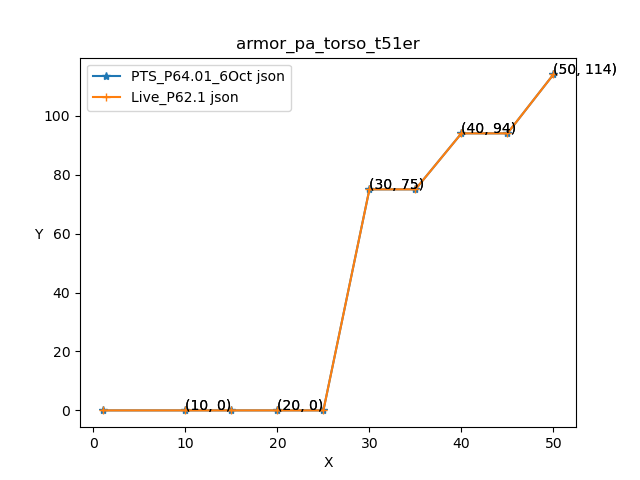 armor_pa_torso_t51er
PTS_P64.01_6Oct json
Live_P62.1 json
(50, 114)
(40, 94)
(30, 75)
(10, 0)
(20, 0)
Y
100
80
60
40
20
0
0 10 20 30 40 50
X